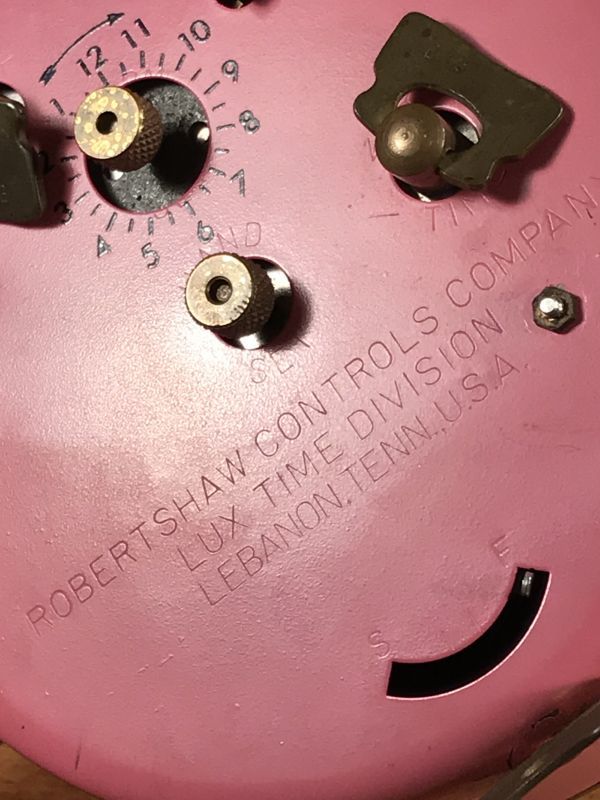 12 11 10 9 8 7 6 5 4 3 2 1
SET
ROBERTSHAW CONTROLS COMPANY
LUX TIME DIVISION
LEBANON, TENN., U.S.A.
F
S